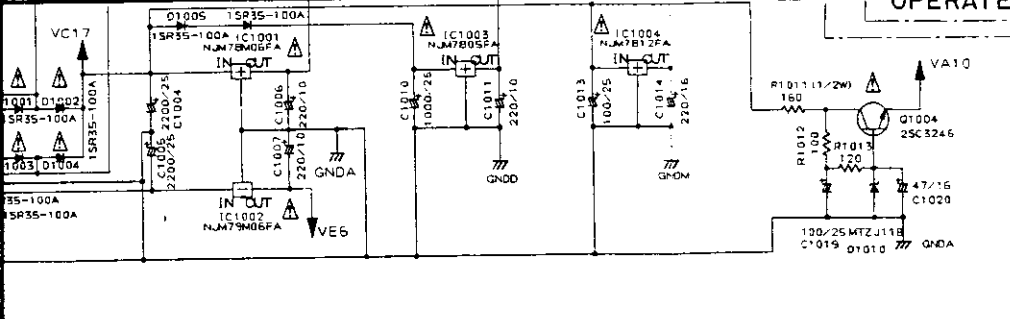 OPERATE
D1005 1SR35-100A
1SR35-100A
VC17
IC1001
NJM78M06FA
IN OUT
IC1003
NJM7805FA
IN OUT
IC1004
NJM7812FA
IN OUT
VA10
1001 D1002
1SR35-100A
1SR35-100A
1003 D1004
2200/25
C1004
C1005
2200/25
C1006
220/10
C1007
220/10
GNDA
C1010
1000/25
C1011
220/10
GNDD
C1013
1000/25
C1014
220/16
GNDM
R1011(1/2W)
160
Q1004
2SC3246
R1012
100
R1013
120
47/16
C1020
35-100A
1SR35-100A
IN OUT
IC1002
NJM79M06FA
VE6
100/25 MTZJ11B
C1019 D1010
GNDA